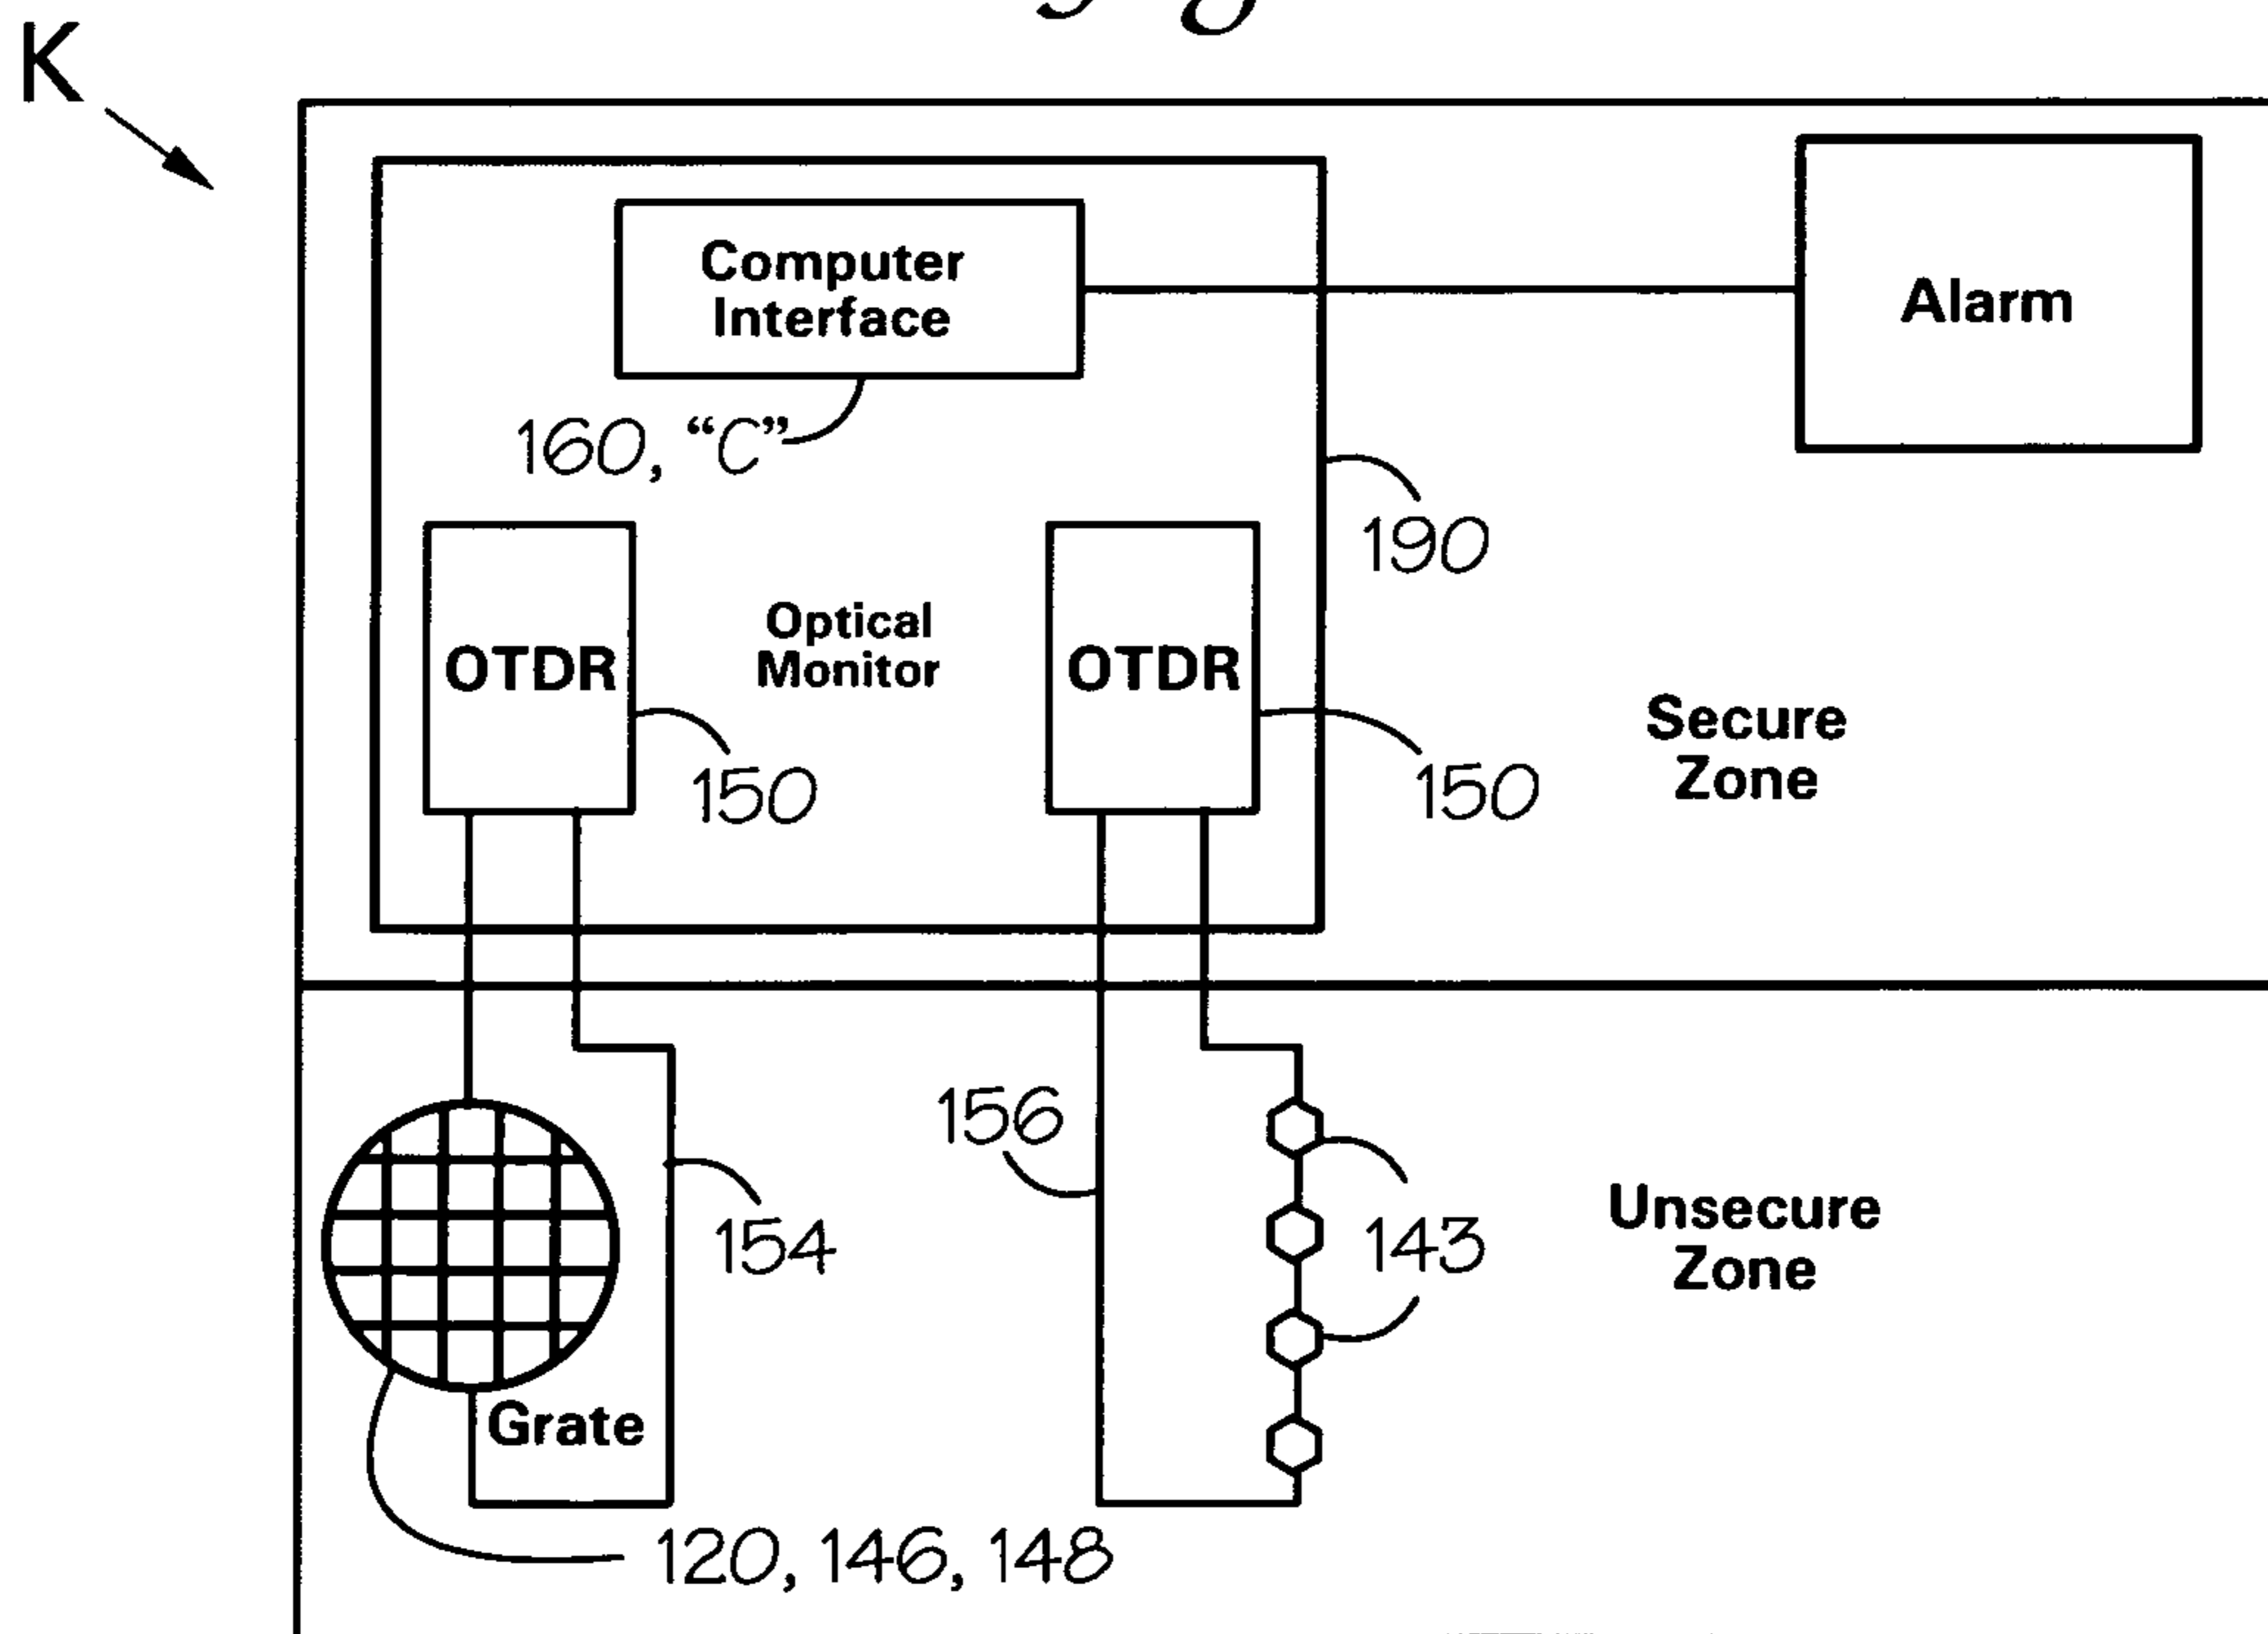 K
Computer
Interface
Alarm
160, “C”
190
OTDR
Optical
Monitor
OTDR
Secure
Zone
150
150
156
154
143
Unsecure
Zone
Grate
120, 146, 148